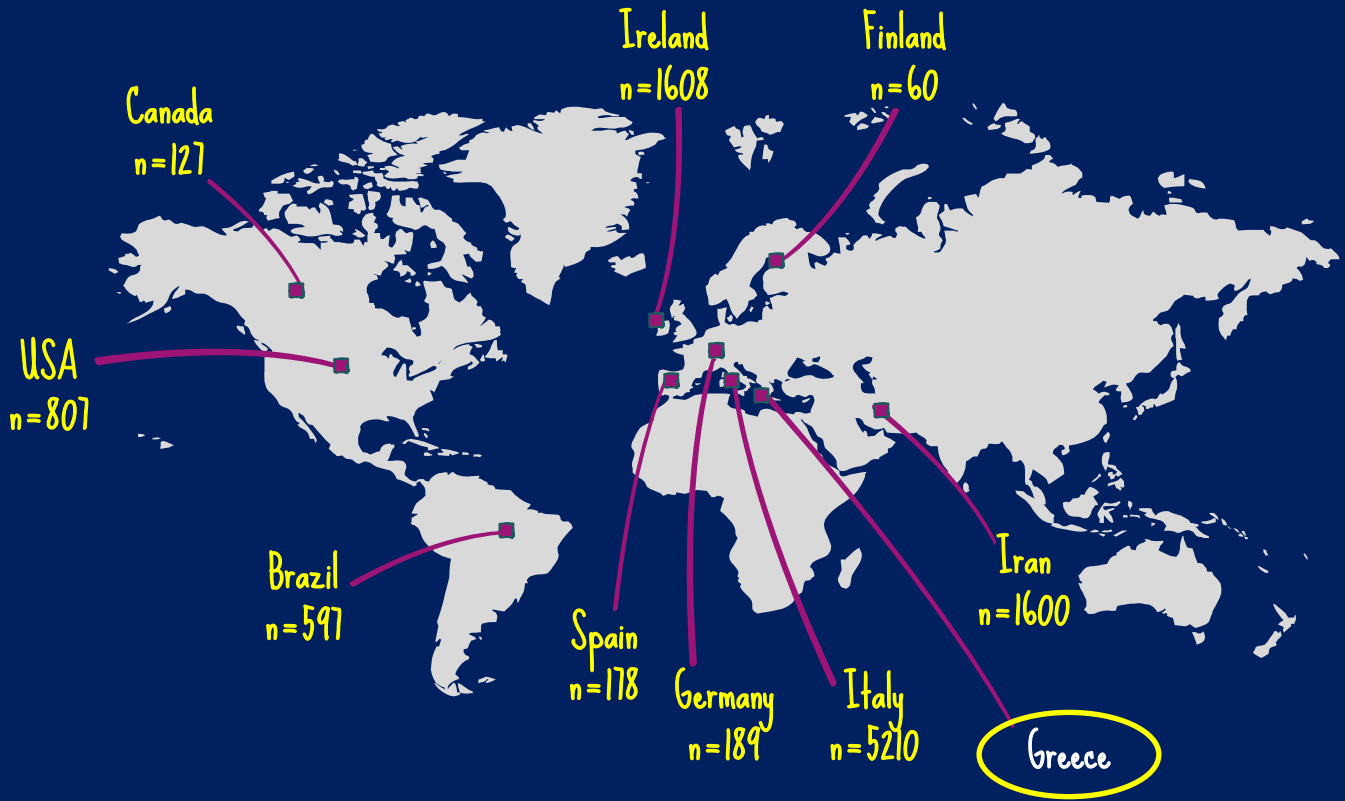 Ireland
n=1608
Finland
n=60
Canada
n=127
USA
n=807
Brazil
n=597
Spain
n=178
Germany
n=189
Italy
n=5210
Iran
n=1600
Greece